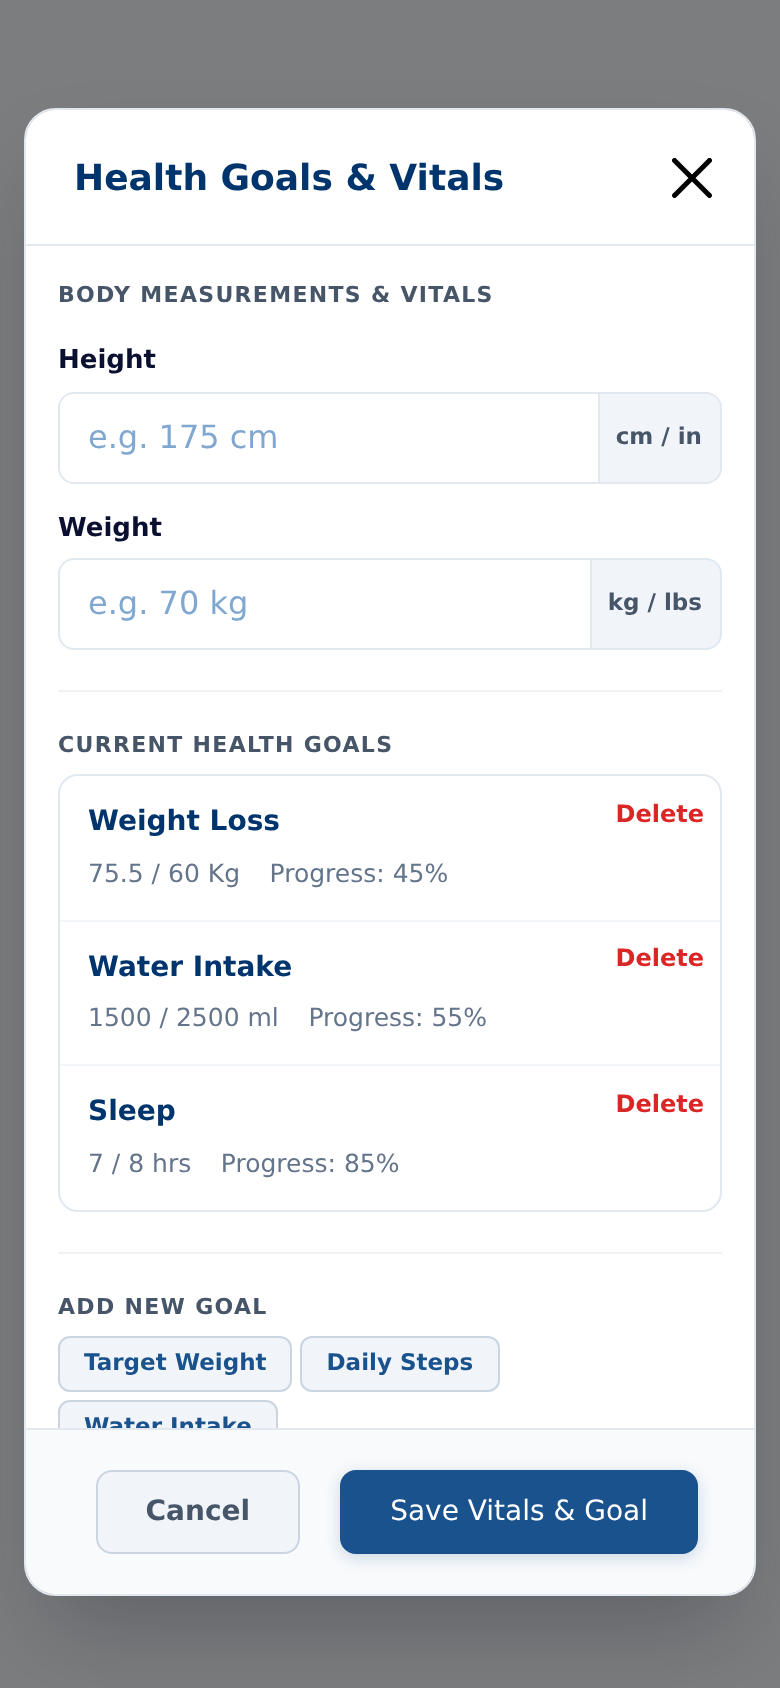 Health Goals & Vitals
BODY MEASUREMENTS & VITALS
Height
e.g. 175 cm
cm / in
Weight
e.g. 70 kg
kg / lbs
CURRENT HEALTH GOALS
Weight Loss
Delete
75.5 / 60 Kg Progress: 45%
Water Intake
Delete
1500 / 2500 ml Progress: 55%
Sleep
Delete
7 / 8 hrs Progress: 85%
ADD NEW GOAL
Target Weight
Daily Steps
Water Intake
Cancel
Save Vitals & Goal